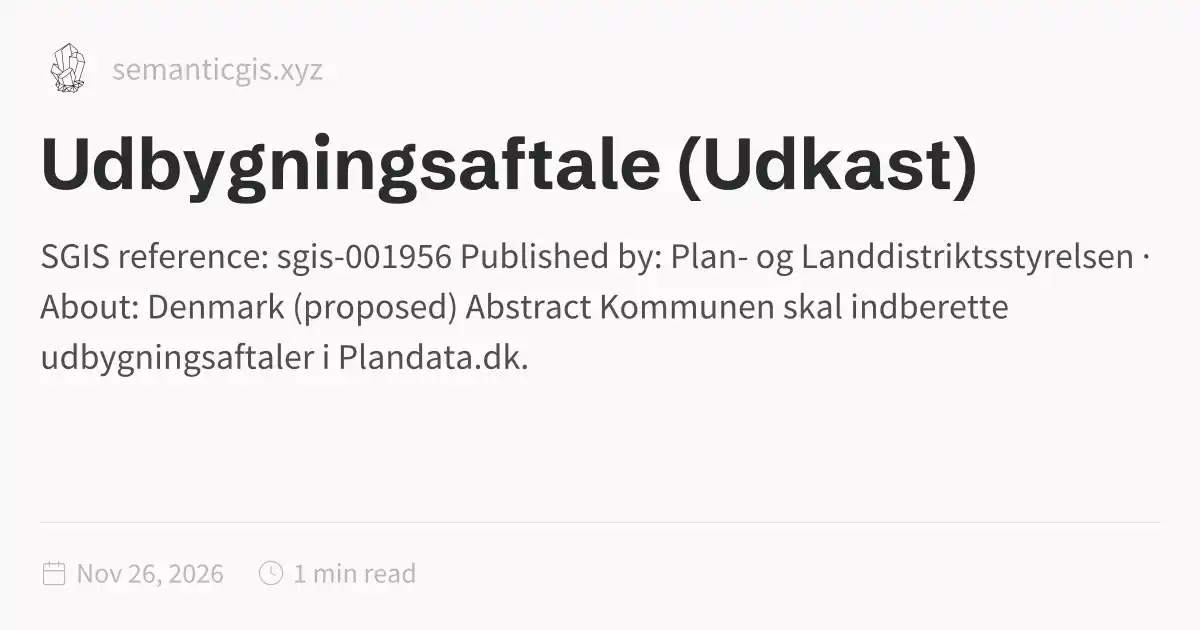 semanticgis.xyz
Udbygningsaftale (Udkast)
SGIS reference: sgis-001956 Published by: Plan- og Landdistriktsstyrelsen ·
About: Denmark (proposed) Abstract Kommunen skal indberette
udbygningsaftaler i Plandata.dk.
Nov 26, 2026 1 min read